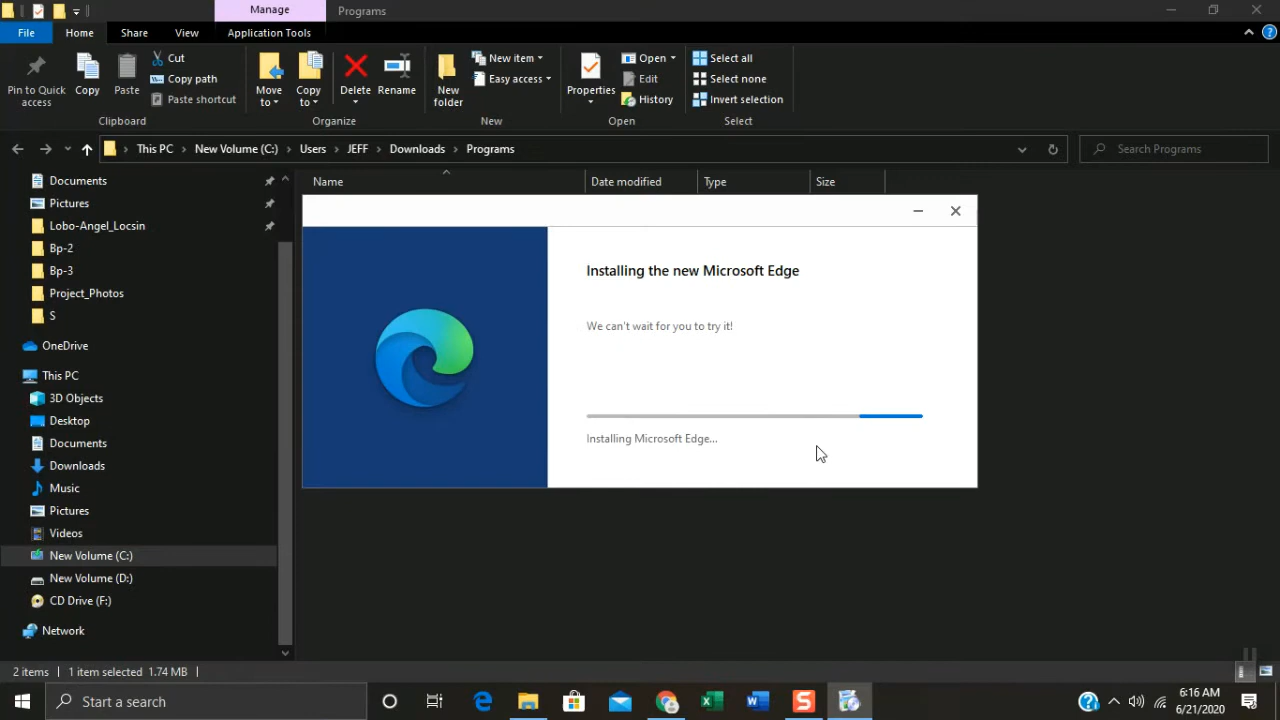 Manage
Programs
File
Home
Share
View
Application Tools
Pin to Quick
access
Copy
Paste
Cut
Copy path
Paste shortcut
Clipboard
Move
to
Copy
to
Delete
Rename
Organize
New
folder
New item
Easy access
New
Properties
Open
Edit
History
Open
Select all
Select none
Invert selection
Select
This PC
New Volume (C:)
Users
JEFF
Downloads
Programs
Search Programs
Name
Date modified
Type
Size
Documents
Pictures
Lobo-Angel_Locsin
Bp-2
Bp-3
Project_Photos
S
OneDrive
This PC
3D Objects
Desktop
Documents
Downloads
Music
Pictures
Videos
New Volume (C:)
New Volume (D:)
CD Drive (F:)
Network
Installing the new Microsoft Edge
We can't wait for you to try it!
Installing Microsoft Edge...
2 items
1 item selected 1.74 MB
Start a search
6:16 AM
6/21/2020